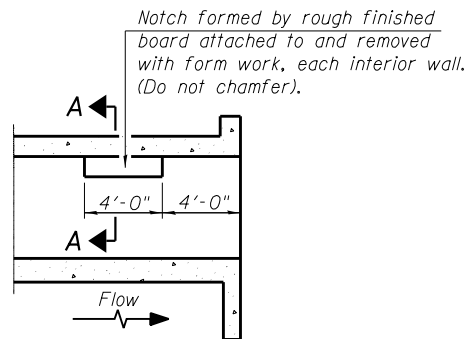 Notch formed by rough finished
board attached to and removed
with form work, each interior wall.
(Do not chamfer).
A
4'-0" 4'-0"
A
Flow